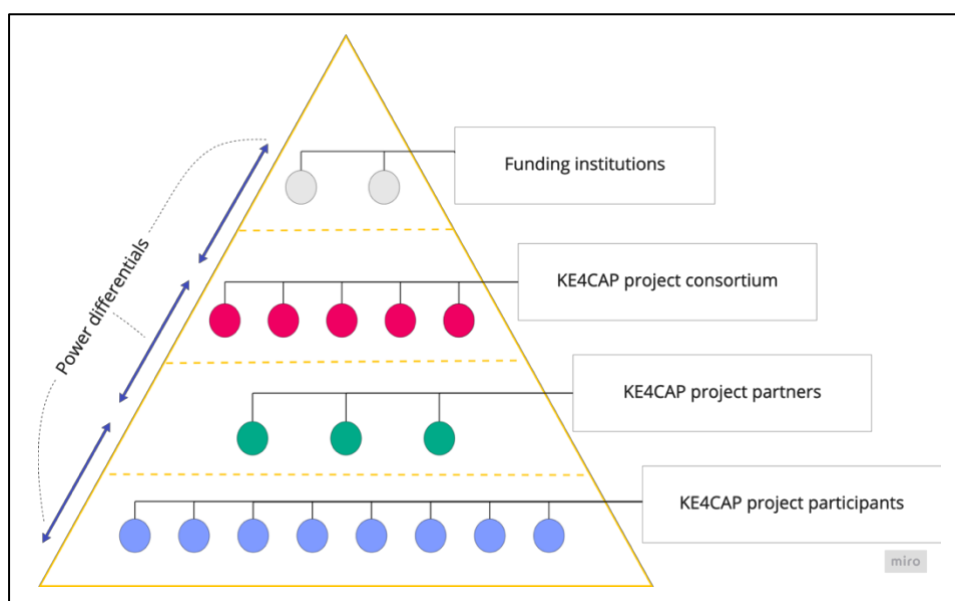 Funding institutions
KE4CAP project consortium
Power differentials
KE4CAP project partners
KE4CAP project participants
miro